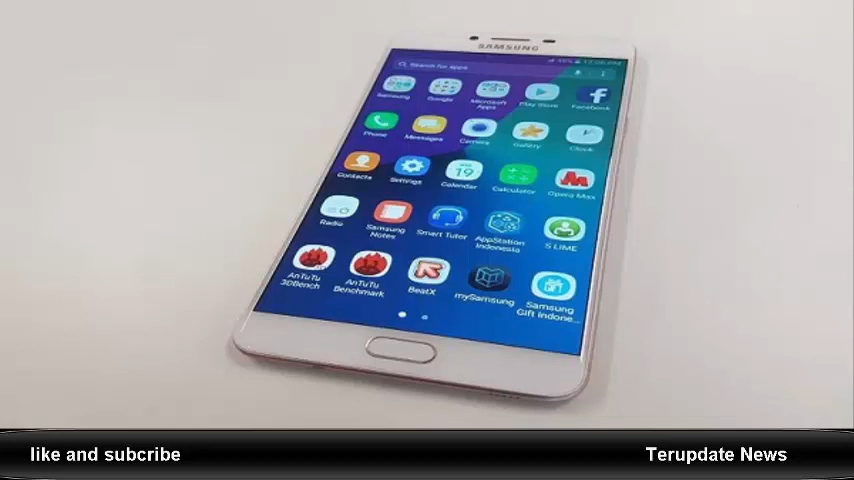 SAMSUNG
Search for apps
Samsung
Google
Microsoft
Apps
Play Store
Facebook
Phone
Messages
Camera
Gallery
Clock
Contacts
Settings
19
Calendar
Calculator
Opera Max
Radio
Samsung
Notes
Smart Tutor
AppStation
Indonesia
S LIME
AnTuTu
3DBench
AnTuTu
Benchmark
BeatX
mySamsung
Samsung
Gift Indone...
like and subcribe
Terupdate News